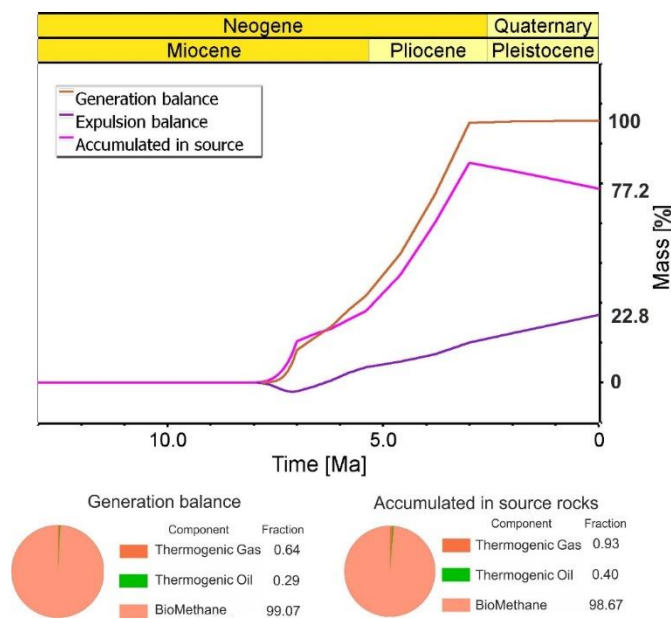 Neogene Quaternary
Miocene Pliocene Pleistocene
Generation balance
Expulsion balance
Accumulated in source
100
77.2
22.8
0
Mass [%]
10.0 5.0 0
Time [Ma]
Generation balance
Component Fraction
Thermogenic Gas 0.64
Thermogenic Oil 0.29
BioMethane 99.07
Accumulated in source rocks
Component Fraction
Thermogenic Gas 0.93
Thermogenic Oil 0.40
BioMethane 98.67